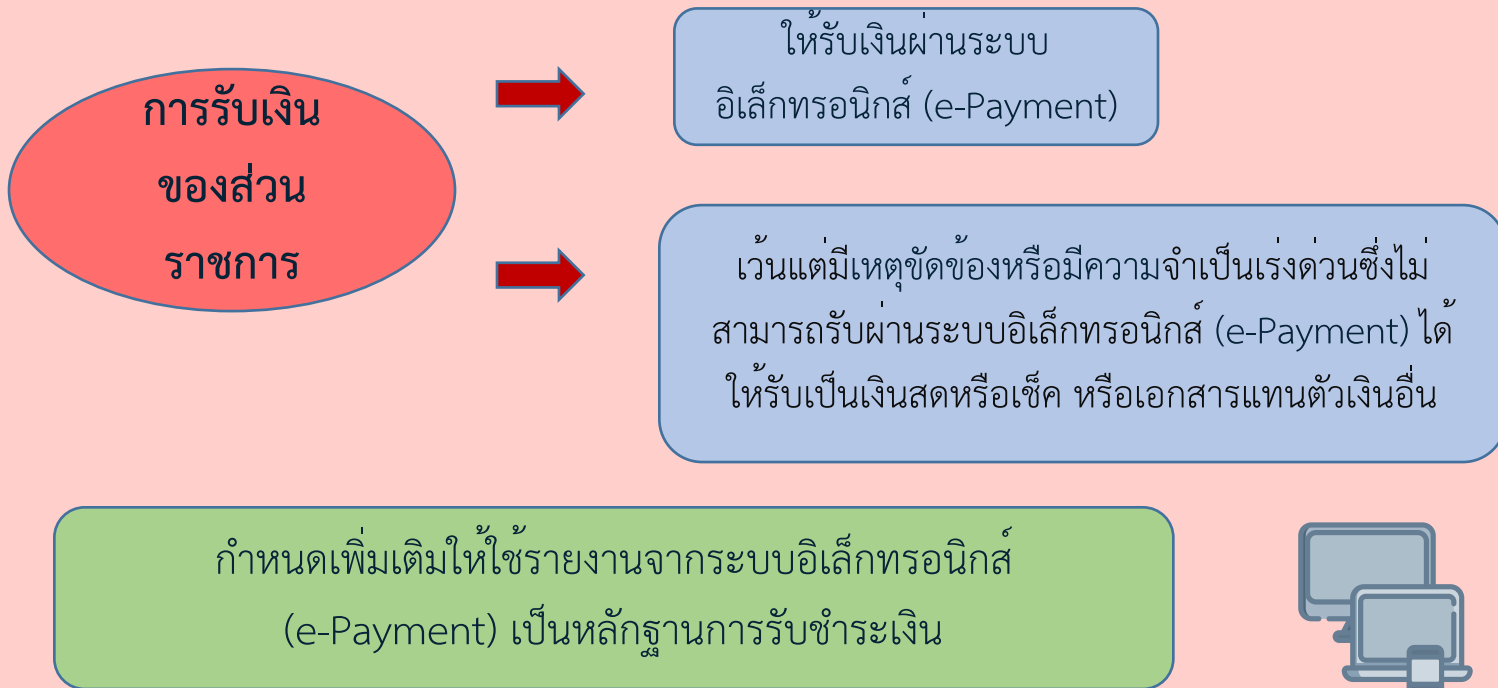 การรับเงิน
ของส่วน
ราชการ
ให้รับเงินผ่านระบบ
อิเล็กทรอนิกส์ (e-Payment)
เว้นแต่มีเหตุขัดข้องหรือมีความจำเป็นเร่งด่วนซึ่งไม่
สามารถรับผ่านระบบอิเล็กทรอนิกส์ (e-Payment) ได้
ให้รับเป็นเงินสดหรือเช็ค หรือเอกสารแทนตัวเงินอื่น
กำหนดเพิ่มเติมให้ใช้รายงานจากระบบอิเล็กทรอนิกส์
(e-Payment) เป็นหลักฐานการรับชำระเงิน